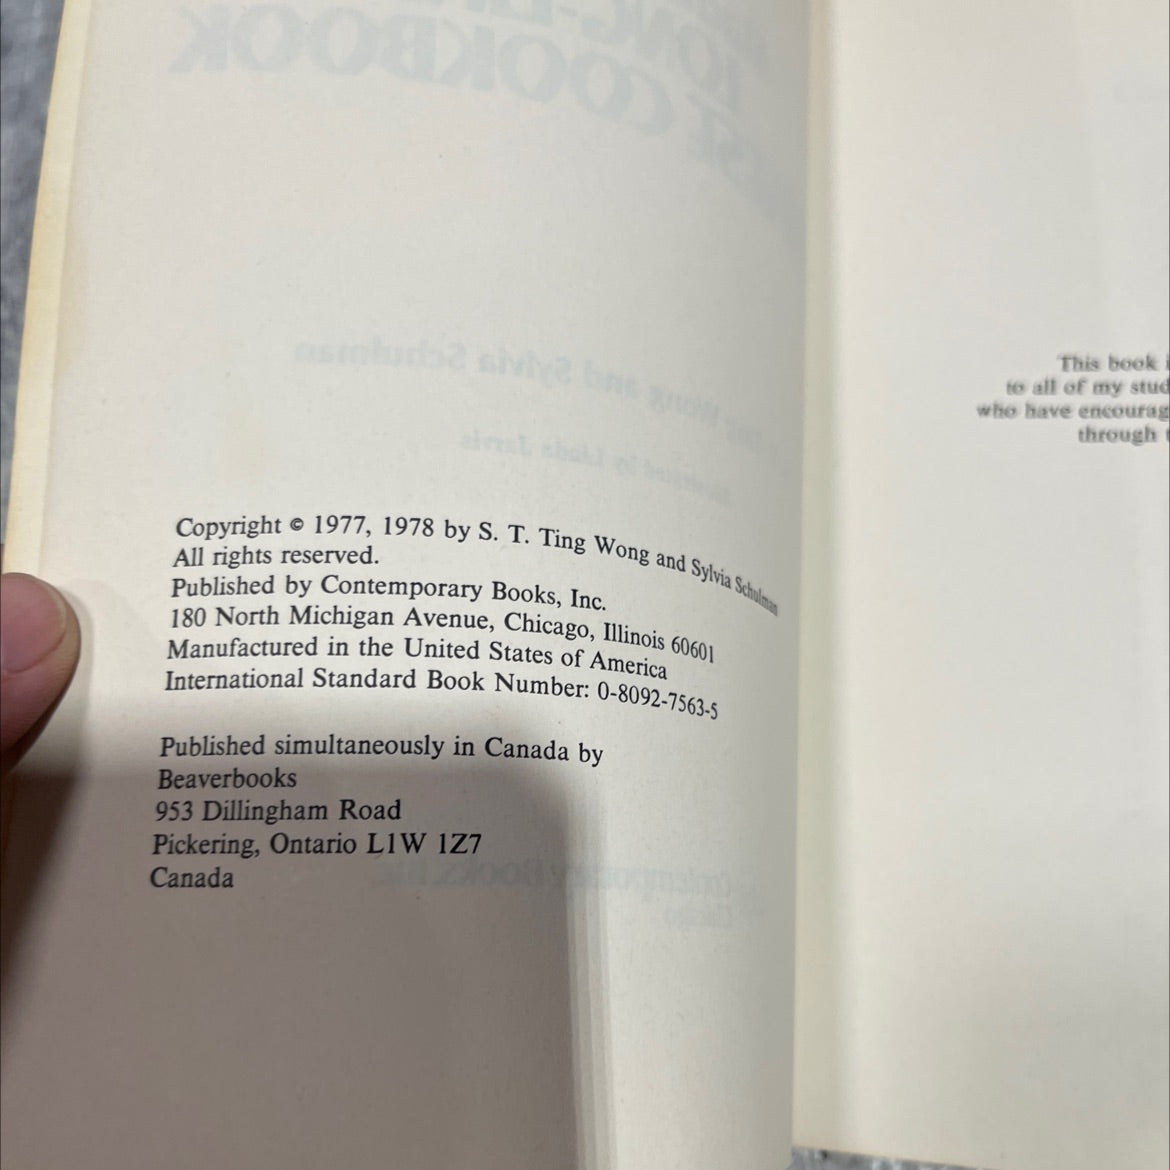 Copyright © 1977, 1978 by S. T. Ting Wong and Sylvia Schulman
All rights reserved.
Published by Contemporary Books, Inc.
180 North Michigan Avenue, Chicago, Illinois 60601
Manufactured in the United States of America
International Standard Book Number: 0-8092-7563-5
Published simultaneously in Canada by
Beaverbooks
953 Dillingham Road
Pickering, Ontario L1W 1Z7
Canada
This book
to all of my stud
who have encourag
through